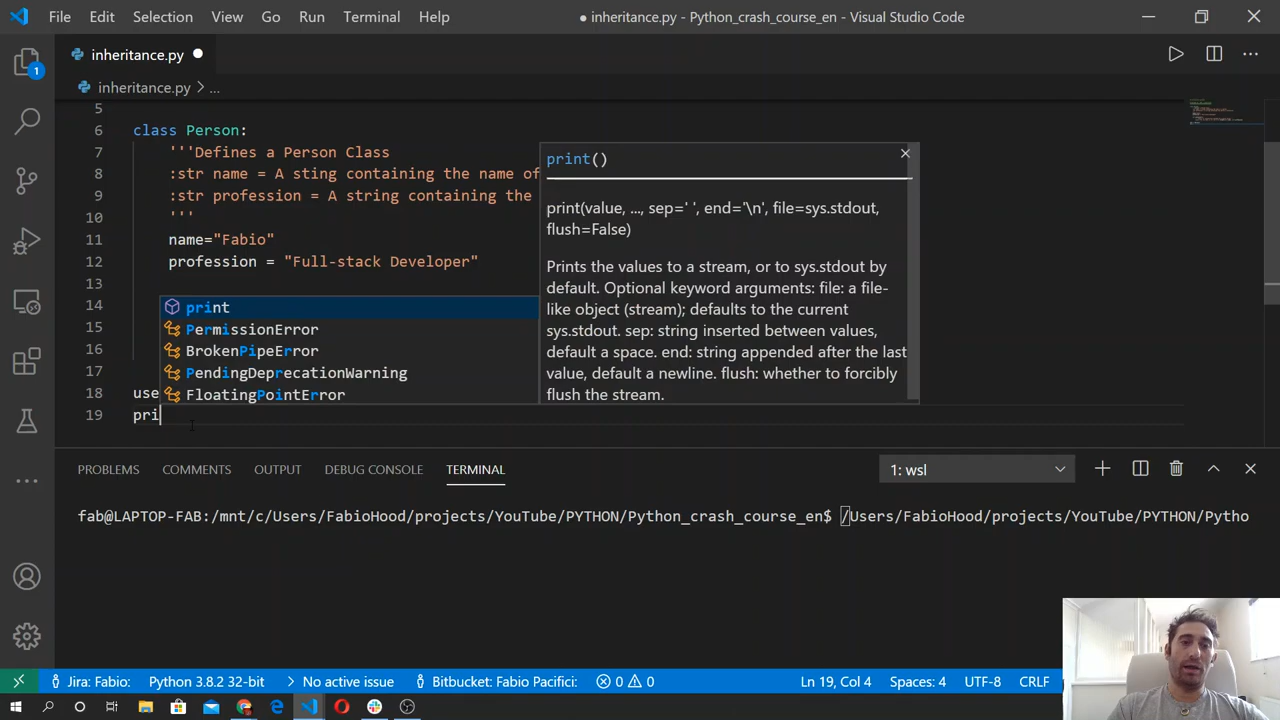 File Edit Selection View Go Run Terminal Help ● inheritance.py - Python_crash_course_en - Visual Studio Code
inheritance.py ●
inheritance.py > ...
1
5
6 class Person:
7 '''Defines a Person Class
8 :str name = A sting containing the name of
9 :str profession = A string containing the
10 '''
11 name="Fabio"
12 profession = "Full-stack Developer"
13
14
15
16
17
18 use
19 pri
print
PermissionError
BrokenPipeError
PendingDeprecationWarning
FloatingPointError
print()
print(value, ..., sep=' ', end='\n', file=sys.stdout,
flush=False)
Prints the values to a stream, or to sys.stdout by
default. Optional keyword arguments: file: a file-
like object (stream); defaults to the current
sys.stdout. sep: string inserted between values,
default a space. end: string appended after the last
value, default a newline. flush: whether to forcibly
flush the stream.
PROBLEMS COMMENTS OUTPUT DEBUG CONSOLE TERMINAL 1: wsl
fab@LAPTOP-FAB:/mnt/c/Users/FabioHood/projects/YouTube/PYTHON/Python_crash_course_en$ /Users/FabioHood/projects/YouTube/PYTHON/Pytho
Jira: Fabio: Python 3.8.2 32-bit > No active issue Bitbucket: Fabio Pacifici: 0 0 Ln 19, Col 4 Spaces: 4 UTF-8 CRLF